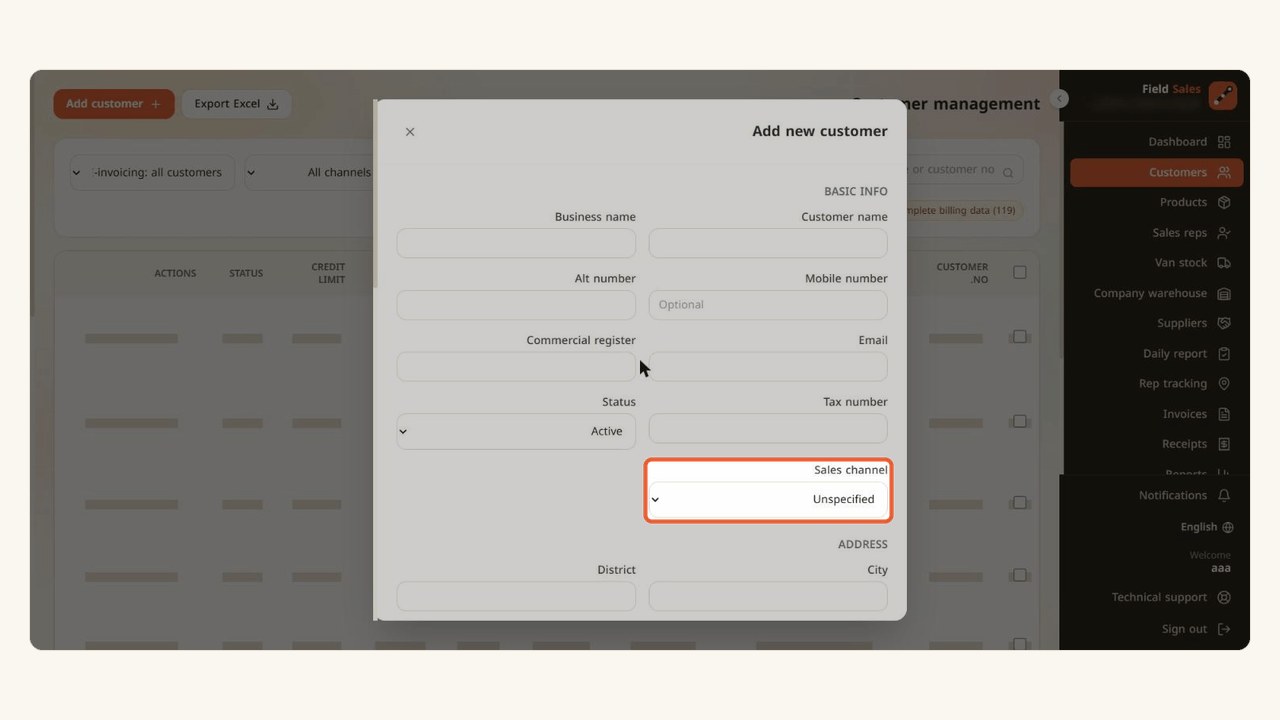 Add customer +
Export Excel
management
Field Sales
-invoicing: all customers
All channels
or customer no
billing data (119)
ACTIONS
STATUS
CREDIT
LIMIT
CUSTOMER
.NO
Add new customer
BASIC INFO
Business name
Customer name
Alt number
Mobile number
Optional
Commercial register
Email
Status
Tax number
Active
Sales channel
Unspecified
ADDRESS
District
City
Dashboard
Customers
Products
Sales reps
Van stock
Company warehouse
Suppliers
Daily report
Rep tracking
Invoices
Receipts
Reports
Notifications
English
Welcome
aaa
Technical support
Sign out